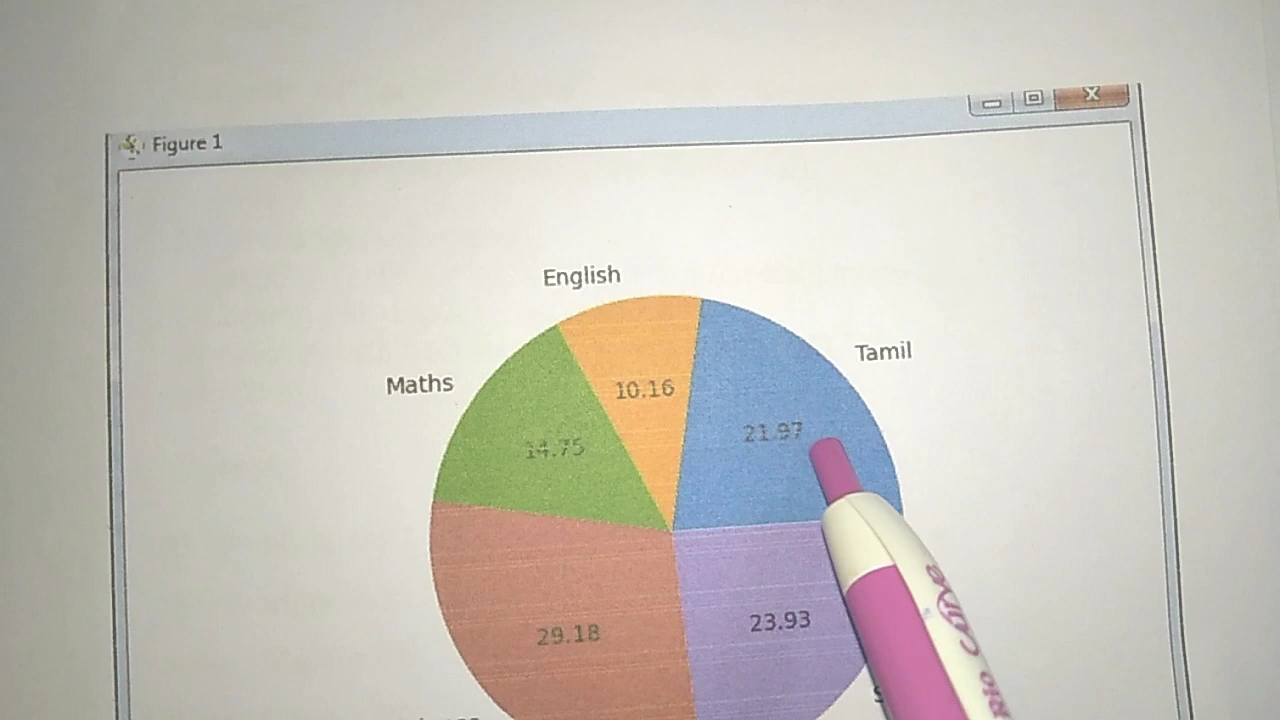 Figure 1
English
Tamil
Maths
10.16
21.97
14.75
23.93
29.18